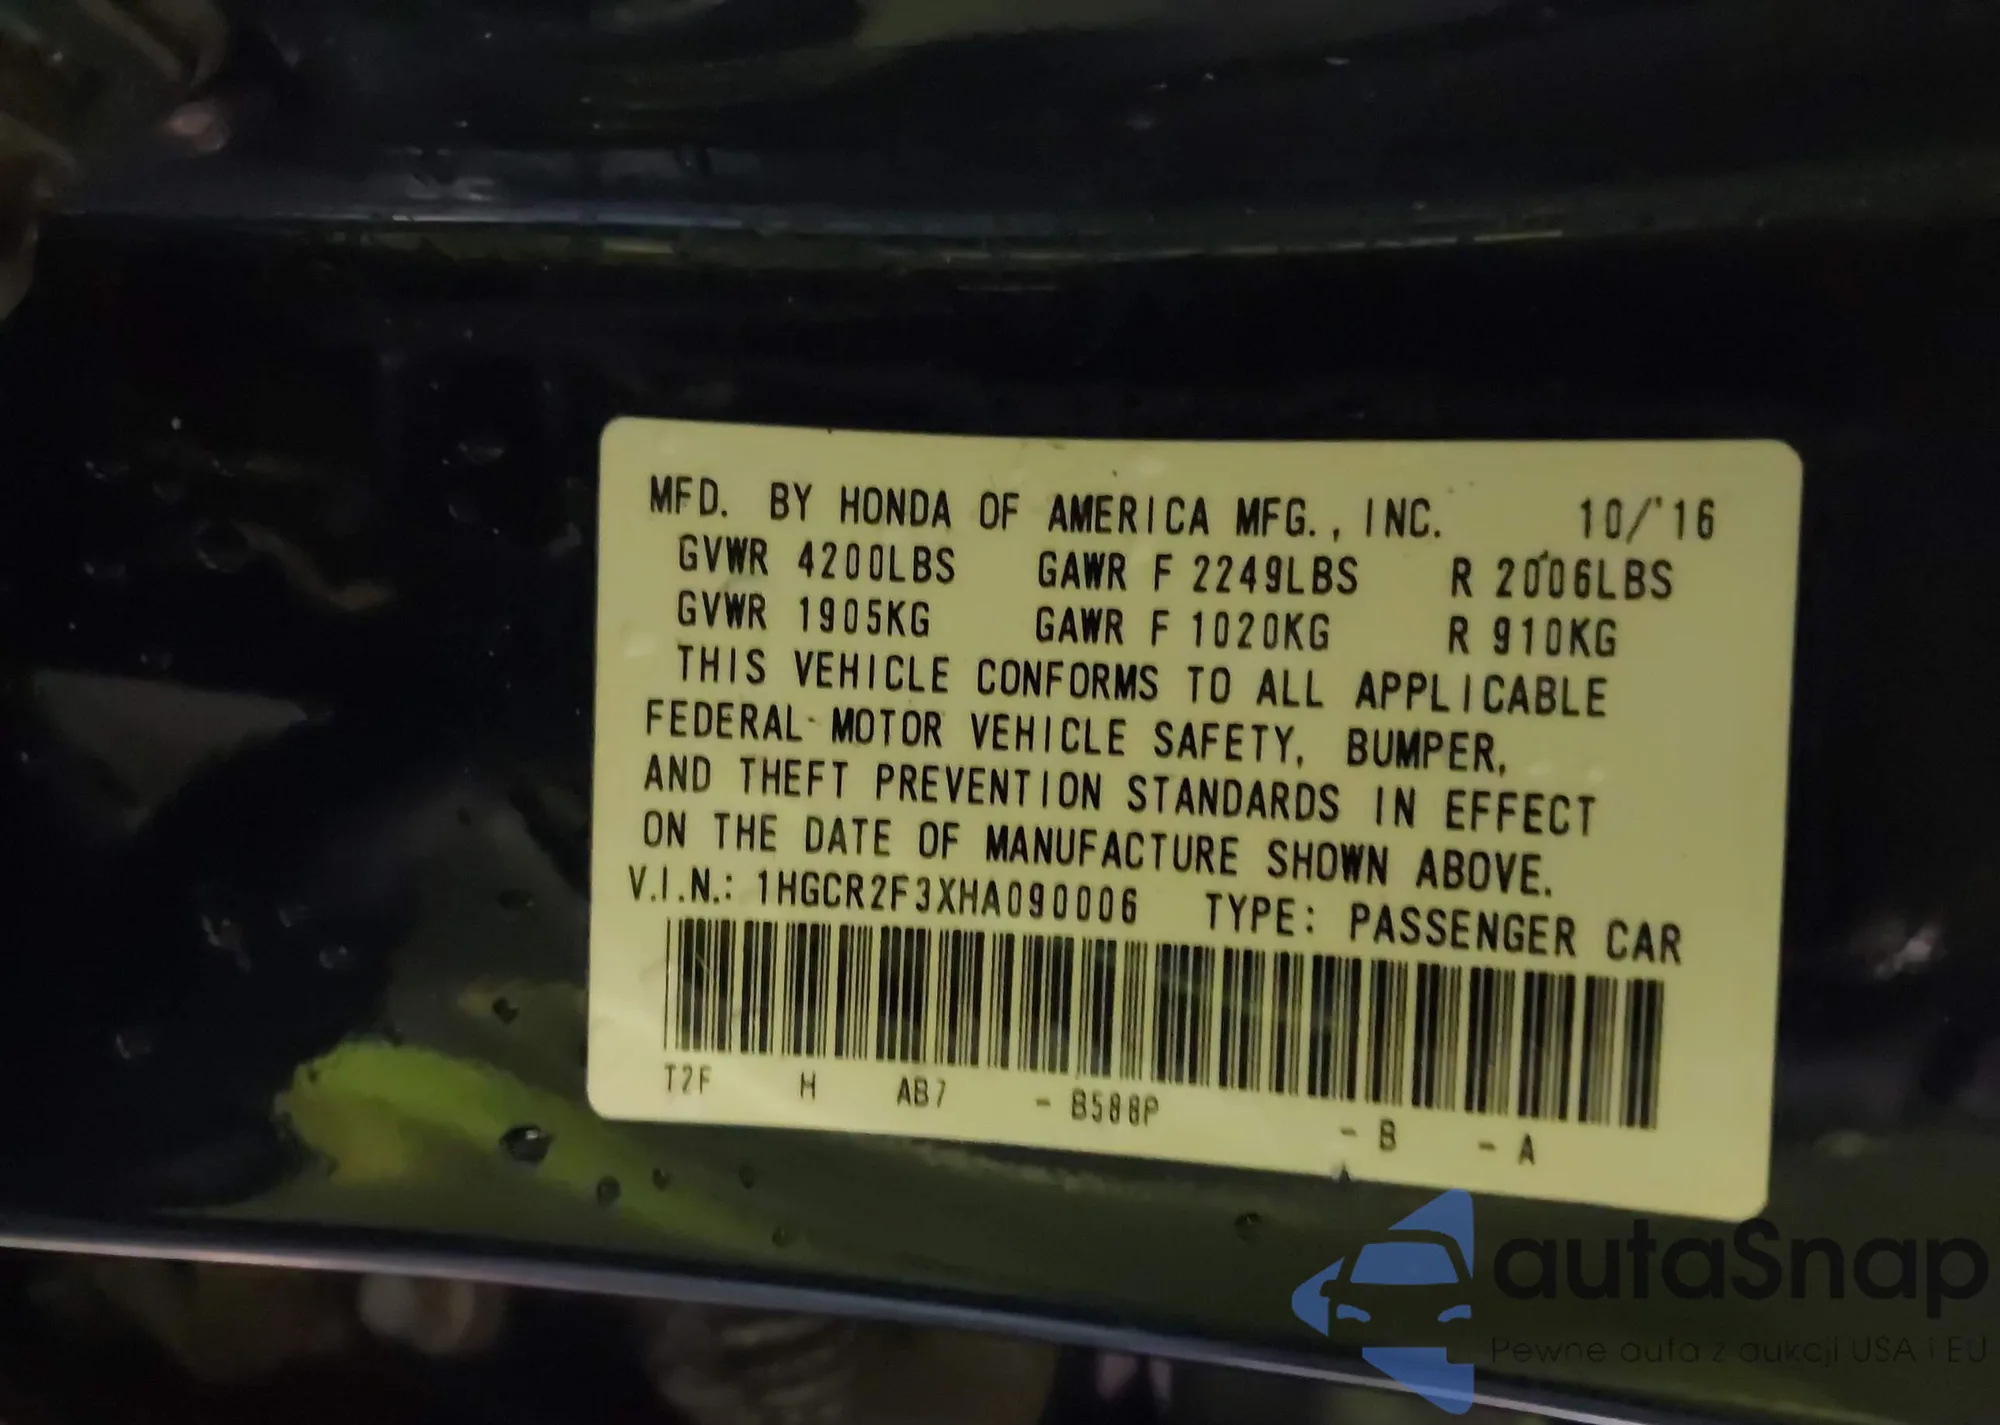 MFD. BY HONDA OF AMERICA MFG., INC. 10/'16
GVWR 4200LBS GAWR F 2249LBS R 2006LBS
GVWR 1905KG GAWR F 1020KG R 910KG
THIS VEHICLE CONFORMS TO ALL APPLICABLE
FEDERAL MOTOR VEHICLE SAFETY, BUMPER,
AND THEFT PREVENTION STANDARDS IN EFFECT
ON THE DATE OF MANUFACTURE SHOWN ABOVE.
V.I.N.: 1HGCR2F3XHA090006 TYPE: PASSENGER CAR
T2F H AB7 - B588P - B - A
autaSnap
Pewne auta z aukcji USA i EU